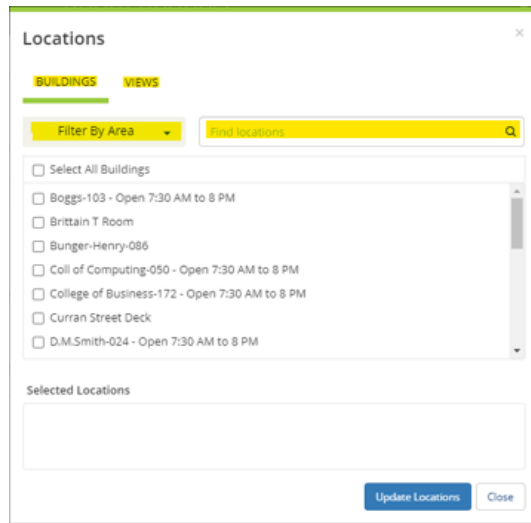 Locations
BUILDINGS VIEWS
Filter By Area Find locations
Select All Buildings
Boggs-103 - Open 7:30 AM to 8 PM
Brittain T Room
Bunger-Henry-086
Coll of Computing-050 - Open 7:30 AM to 8 PM
College of Business-172 - Open 7:30 AM to 8 PM
Curran Street Deck
D.M.Smith-024 - Open 7:30 AM to 8 PM
Selected Locations
Update Locations Close